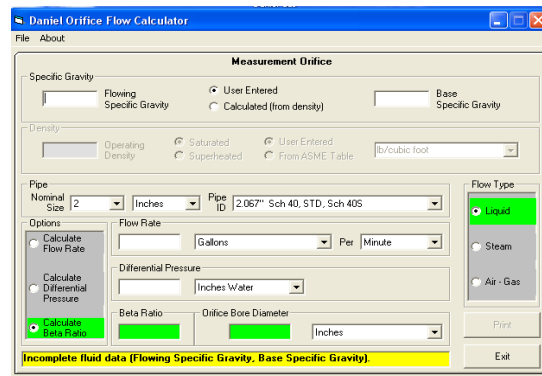 Daniel Orifice Flow Calculator
File About
Measurement Orifice
Specific Gravity
Flowing
Specific Gravity
User Entered
Calculated (from density)
Base
Specific Gravity
Density
Operating
Density
Saturated
Superheated
User Entered
From ASME Table
lb/cubic foot
Pipe
Nominal
Size
2
Inches
Pipe
ID
2.067" Sch 40, STD, Sch 40S
Flow Type
Liquid
Steam
Air - Gas
Options
Calculate
Flow Rate
Calculate
Differential
Pressure
Calculate
Beta Ratio
Flow Rate
Gallons
Per
Minute
Differential Pressure
Inches Water
Beta Ratio
Orifice Bore Diameter
Inches
Print
Exit
Incomplete fluid data (Flowing Specific Gravity, Base Specific Gravity).